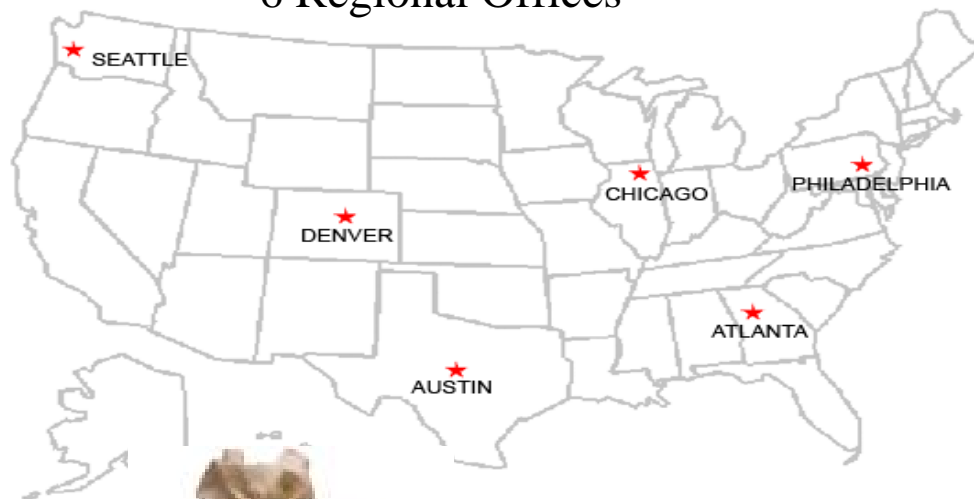 6 Regional Offices
SEATTLE
CHICAGO
PHILADELPHIA
DENVER
ATLANTA
AUSTIN